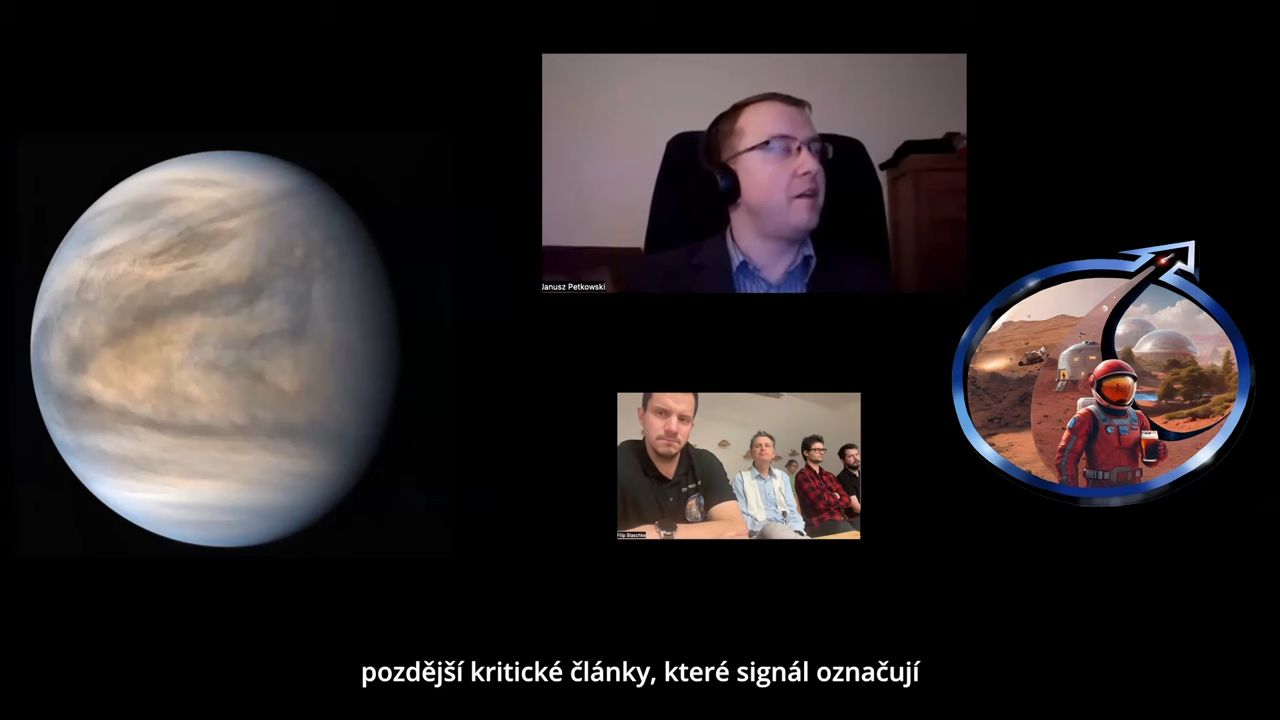 Janusz Petkowski
Filip Blaschke
pozdější kritické články, které signál označují